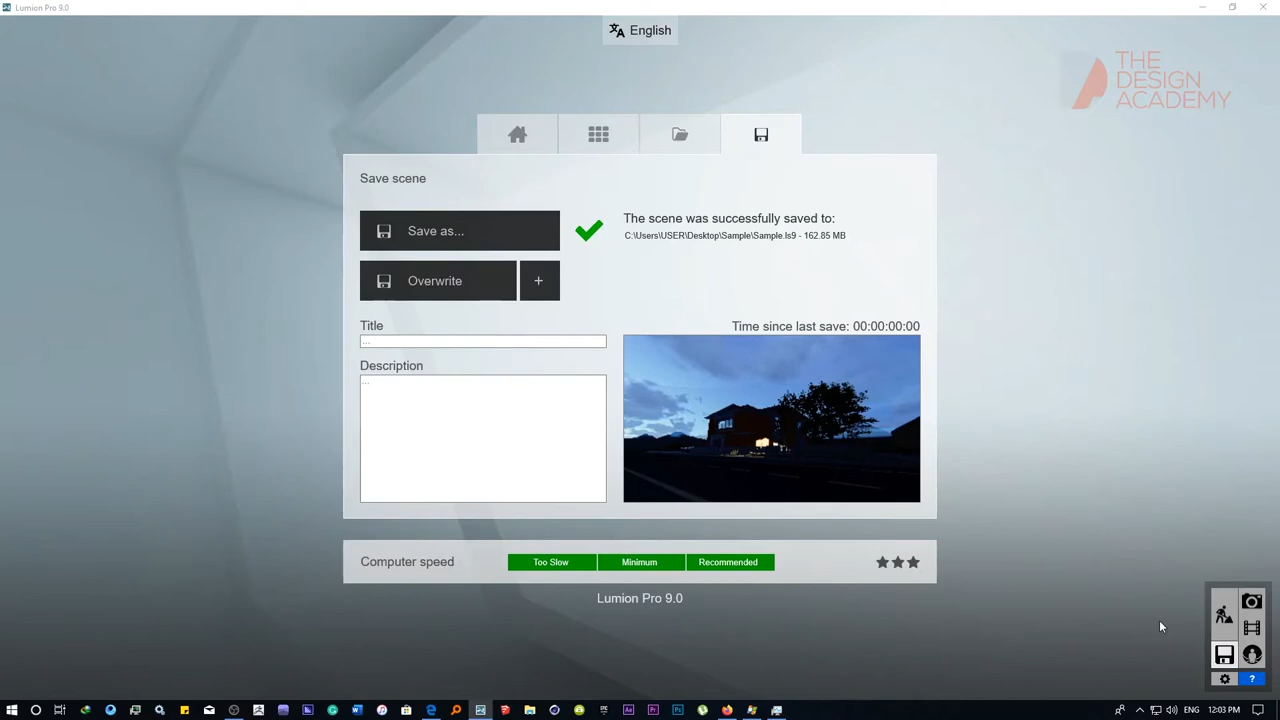 Lumion Pro 9.0
English
THE
DESIGN
ACADEMY
Save scene
Save as...
The scene was successfully saved to:
C:\Users\USER\Desktop\Sample\Sample.ls9 - 162.85 MB
Overwrite
+
Title
Time since last save: 00:00:00:00
...
Description
...
Computer speed
Too Slow
Minimum
Recommended
Lumion Pro 9.0
?
ENG
12:03 PM